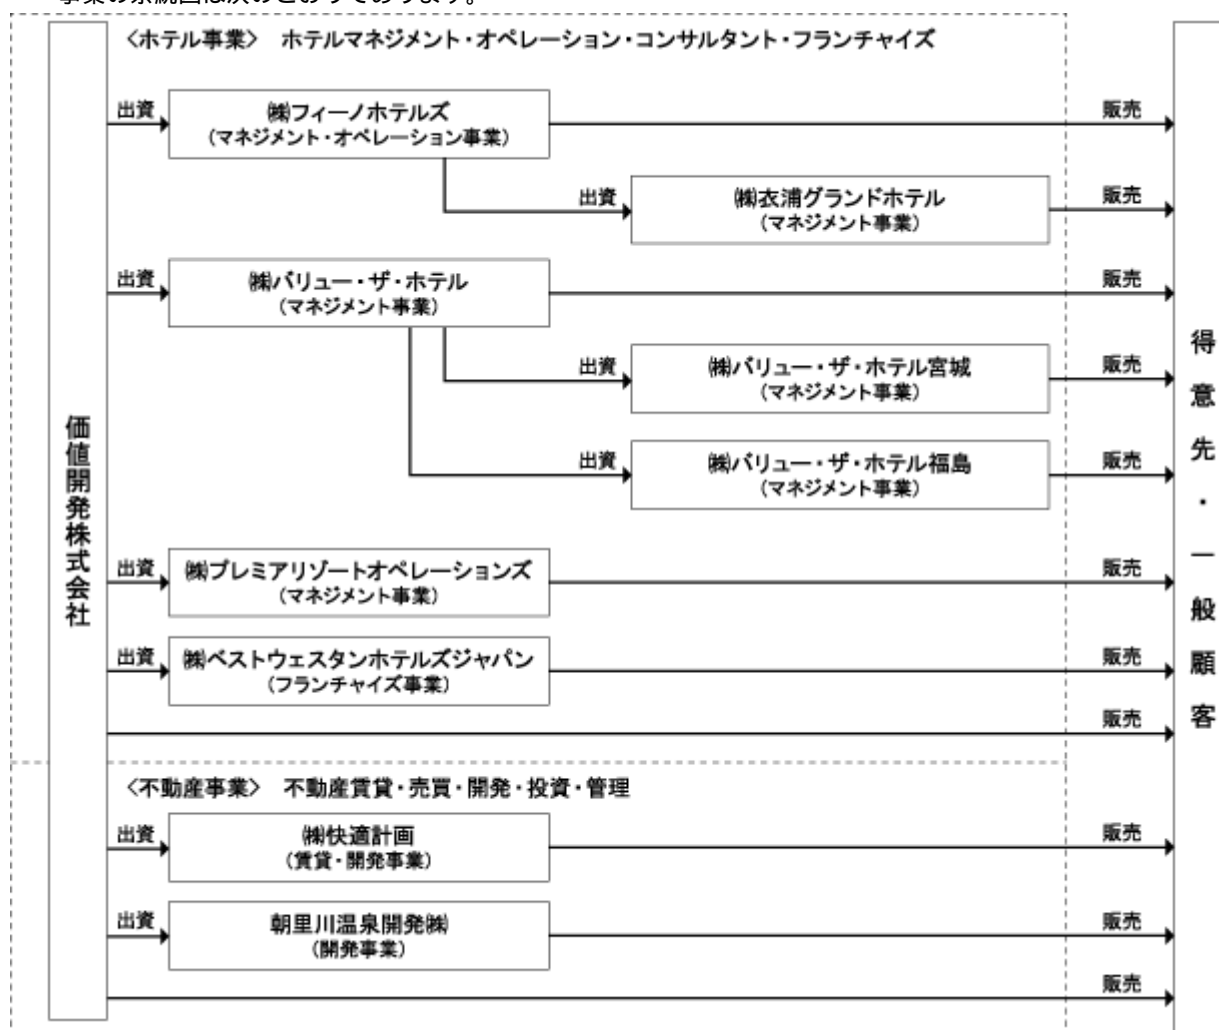 事業の系統図は次のとおりであります。
〈ホテル事業〉 ホテルマネジメント・オペレーション・コンサルタント・フランチャイズ
出資
㈱フィーノホテルズ
(マネジメント・オペレーション事業)
販売
出資
㈱衣浦グランドホテル
(マネジメント事業)
販売
出資
㈱バリュー・ザ・ホテル
(マネジメント事業)
販売
出資
㈱バリュー・ザ・ホテル宮城
(マネジメント事業)
販売
出資
㈱バリュー・ザ・ホテル福島
(マネジメント事業)
販売
出資
㈱プレミアリゾートオペレーションズ
(マネジメント事業)
販売
出資
㈱ベストウェスタンホテルズジャパン
(フランチャイズ事業)
販売
販売
〈不動産事業〉 不動産賃貸・売買・開発・投資・管理
出資
㈱快適計画
(賃貸・開発事業)
販売
出資
朝里川温泉開発㈱
(開発事業)
販売
販売
価値開発株式会社
得意先・一般顧客